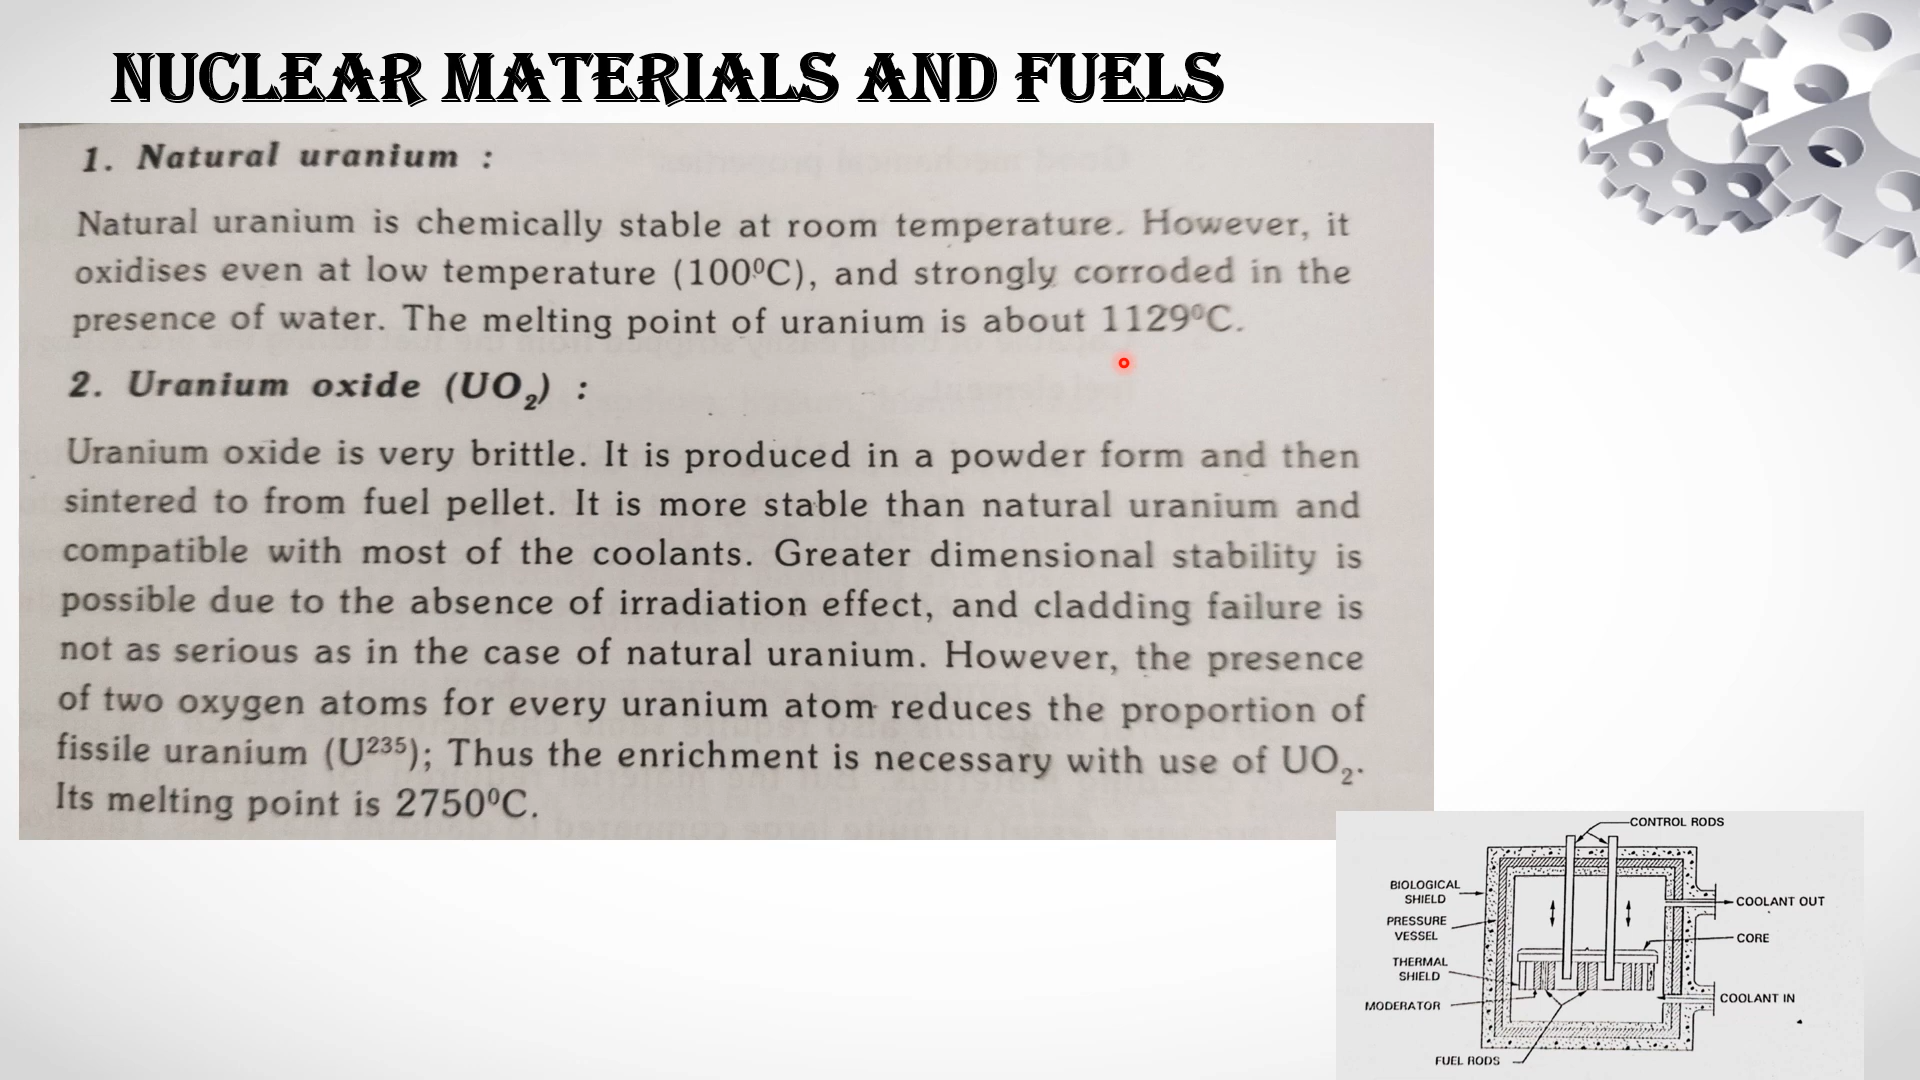 NUCLEAR MATERIALS AND FUELS
1. Natural uranium :
Natural uranium is chemically stable at room temperature. However, it
oxidises even at low temperature (100⁰C), and strongly corroded in the
presence of water. The melting point of uranium is about 1129⁰C.
2. Uranium oxide (UO₂) :
Uranium oxide is very brittle. It is produced in a powder form and then
sintered to from fuel pellet. It is more stable than natural uranium and
compatible with most of the coolants. Greater dimensional stability is
possible due to the absence of irradiation effect, and cladding failure is
not as serious as in the case of natural uranium. However, the presence
of two oxygen atoms for every uranium atom reduces the proportion of
fissile uranium (U²³⁵); Thus the enrichment is necessary with use of UO₂.
Its melting point is 2750⁰C.
CONTROL RODS
BIOLOGICAL
SHIELD
COOLANT OUT
PRESSURE
VESSEL
CORE
THERMAL
SHIELD
MODERATOR
COOLANT IN
FUEL RODS